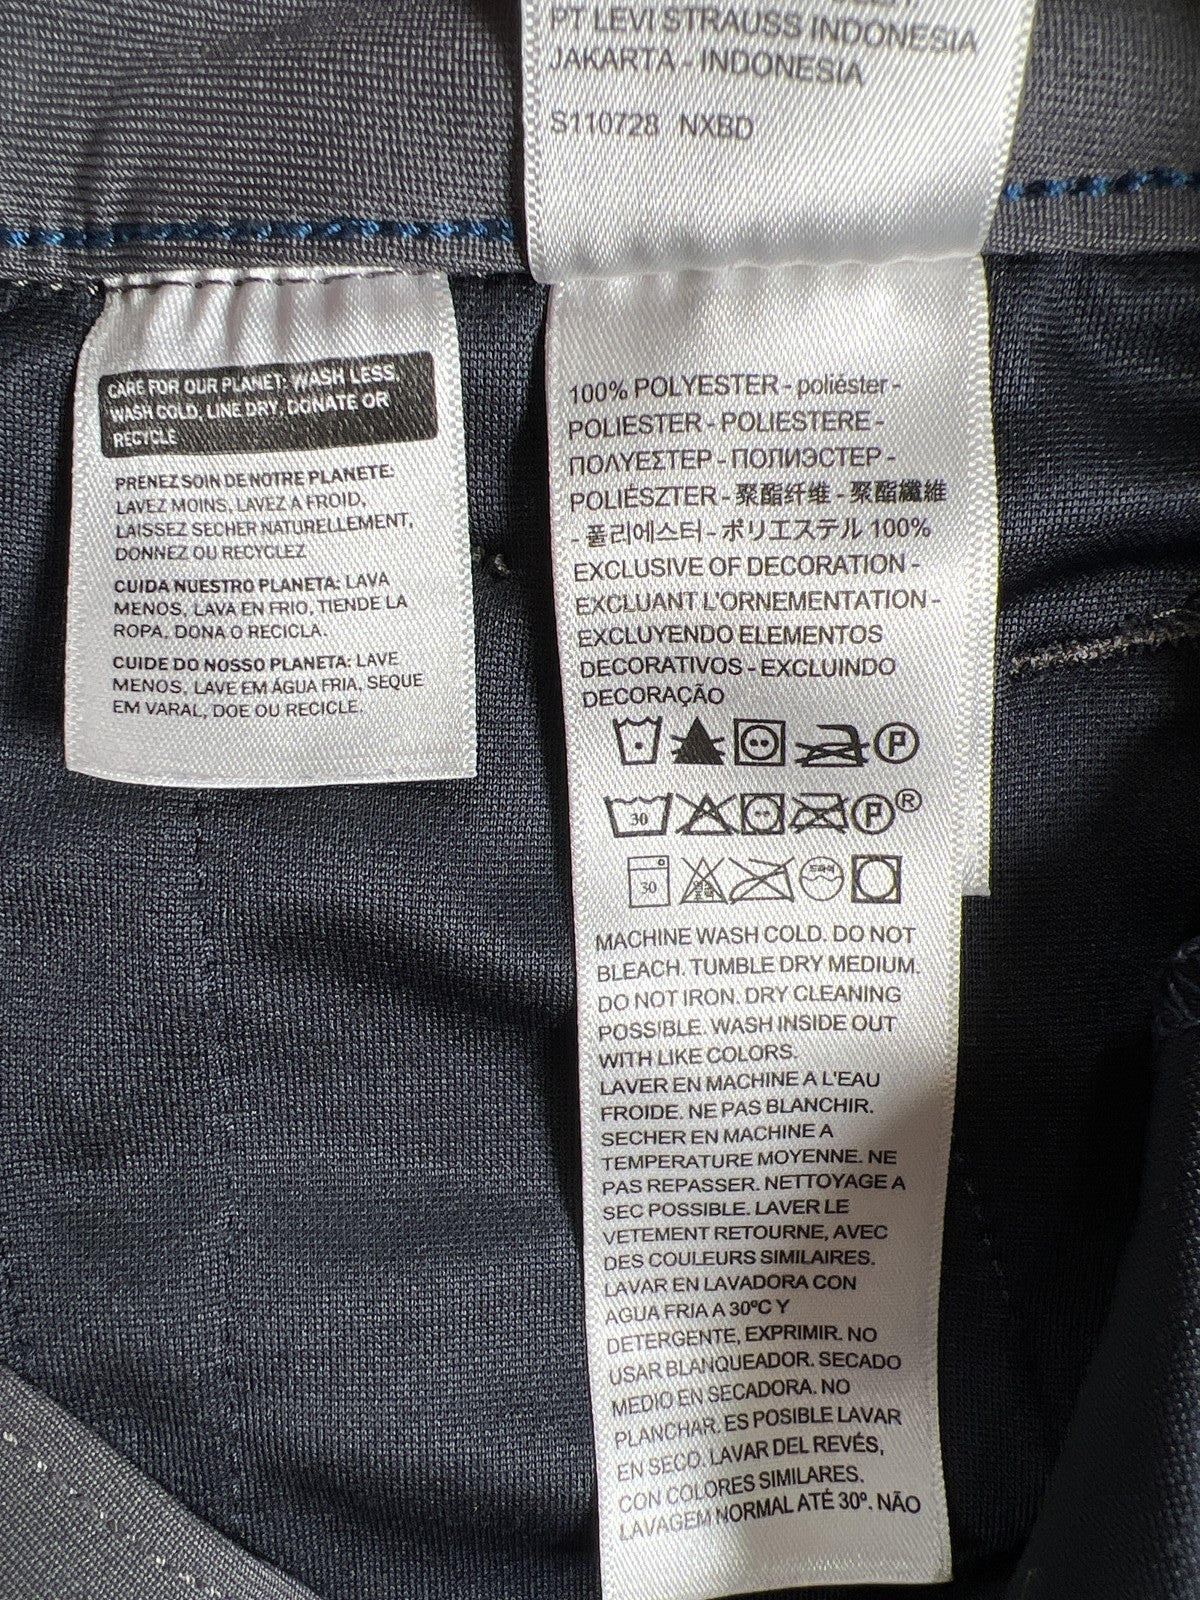 PT LEVI STRAUSS INDONESIA
JAKARTA - INDONESIA
S110728 NXBD
CARE FOR OUR PLANET: WASH LESS,
WASH COLD, LINE DRY, DONATE OR
RECYCLE
PRENEZ SOIN DE NOTRE PLANETE:
LAVEZ MOINS, LAVEZ A FROID,
LAISSEZ SECHER NATURELLEMENT,
DONNEZ OU RECYCLEZ
CUIDA NUESTRO PLANETA: LAVA
MENOS, LAVA EN FRIO, TIENDE LA
ROPA, DONA O RECICLA.
CUIDE DO NOSSO PLANETA: LAVE
MENOS, LAVE EM ÁGUA FRIA, SEQUE
EM VARAL, DOE OU RECICLE.
100% POLYESTER - poliéster -
POLIESTER - POLIESTERE -
ΠΟΛΥΕΣΤΕΡ - ПОЛИЭСТЕР -
POLIÉSZTER - 聚酯纤维 - 聚酯纖維
- 폴리에스터 - ポリエステル 100%
EXCLUSIVE OF DECORATION -
EXCLUANT L'ORNEMENTATION -
EXCLUYENDO ELEMENTOS
DECORATIVOS - EXCLUINDO
DECORAÇÃO
P
30 P ®
30 염소 드라이
MACHINE WASH COLD. DO NOT
BLEACH. TUMBLE DRY MEDIUM.
DO NOT IRON. DRY CLEANING
POSSIBLE. WASH INSIDE OUT
WITH LIKE COLORS.
LAVER EN MACHINE A L'EAU
FROIDE. NE PAS BLANCHIR.
SECHER EN MACHINE A
TEMPERATURE MOYENNE. NE
PAS REPASSER. NETTOYAGE A
SEC POSSIBLE. LAVER LE
VETEMENT RETOURNE, AVEC
DES COULEURS SIMILAIRES.
LAVAR EN LAVADORA CON
AGUA FRIA A 30ºC Y
DETERGENTE, EXPRIMIR. NO
USAR BLANQUEADOR. SECADO
MEDIO EN SECADORA. NO
PLANCHAR. ES POSIBLE LAVAR
EN SECO. LAVAR DEL REVÉS,
CON COLORES SIMILARES.
LAVAGEM NORMAL ATÉ 30º. NÃO